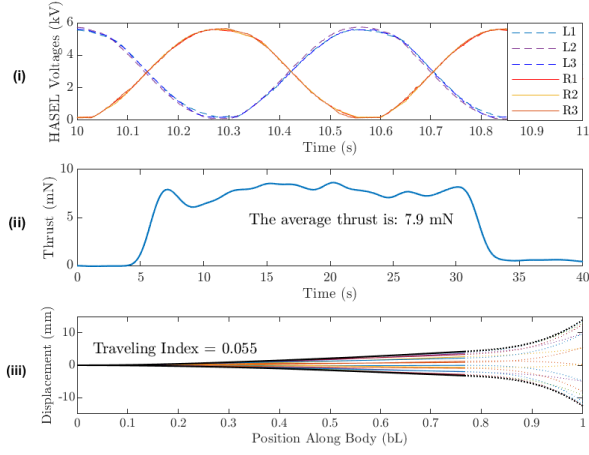 HASEL Voltages (kV)
6
4
2
0
(i)
L1
L2
L3
R1
R2
R3
10 10.1 10.2 10.3 10.4 10.5 10.6 10.7 10.8 10.9 11
Time (s)
Thrust (mN)
10
5
0
(ii)
The average thrust is: 7.9 mN
0 5 10 15 20 25 30 35 40
Time (s)
Displacement (mm)
10
0
-10
(iii)
Traveling Index = 0.055
0 0.1 0.2 0.3 0.4 0.5 0.6 0.7 0.8 0.9 1
Position Along Body (bL)